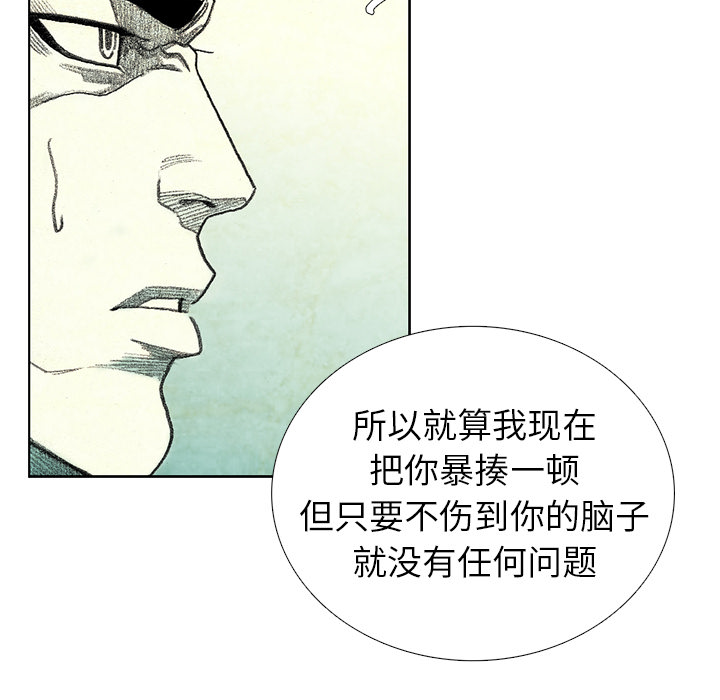 所以就算我现在
把你暴揍一顿
但只要不伤到你的脑子
就没有任何问题